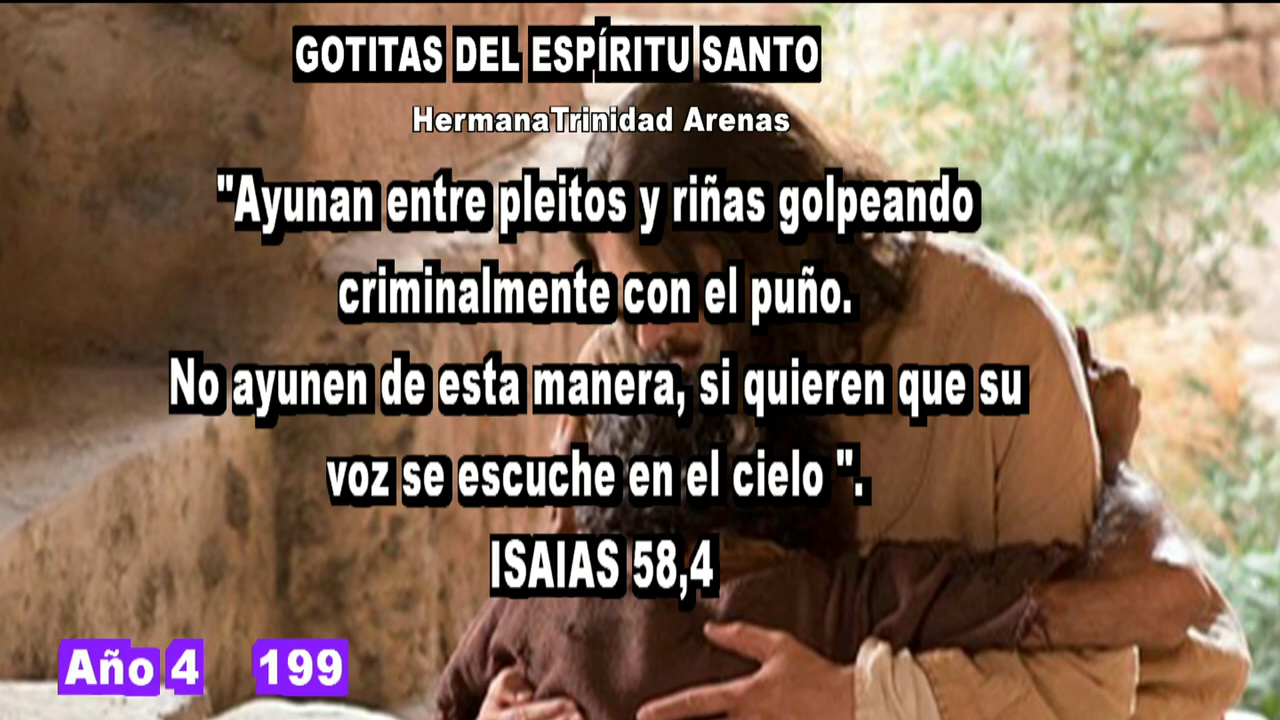 GOTITAS DEL ESPÍRITU SANTO
HermanaTrinidad Arenas
"Ayunan entre pleitos y riñas golpeando
criminalmente con el puño.
No ayunen de esta manera, si quieren que su
voz se escuche en el cielo ".
ISAIAS 58,4
Año 4 199